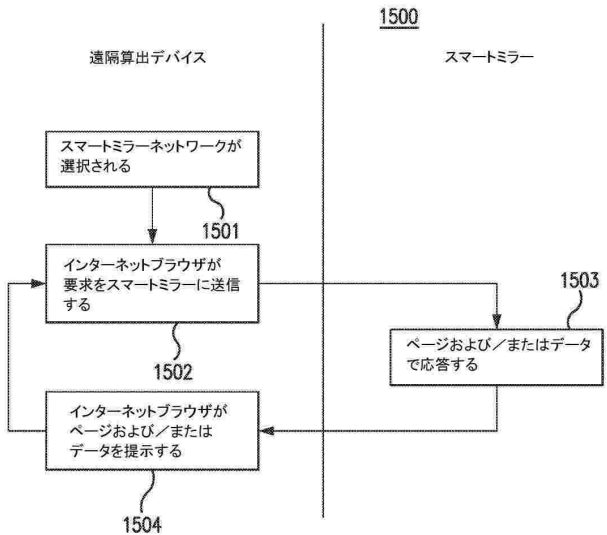 1500
遠隔算出デバイス
スマートミラー
スマートミラーネットワークが
選択される
1501
インターネットブラウザが
要求をスマートミラーに送信
する
1502
1503
ページおよび／またはデータ
で応答する
インターネットブラウザが
ページおよび／または
データを提示する
1504